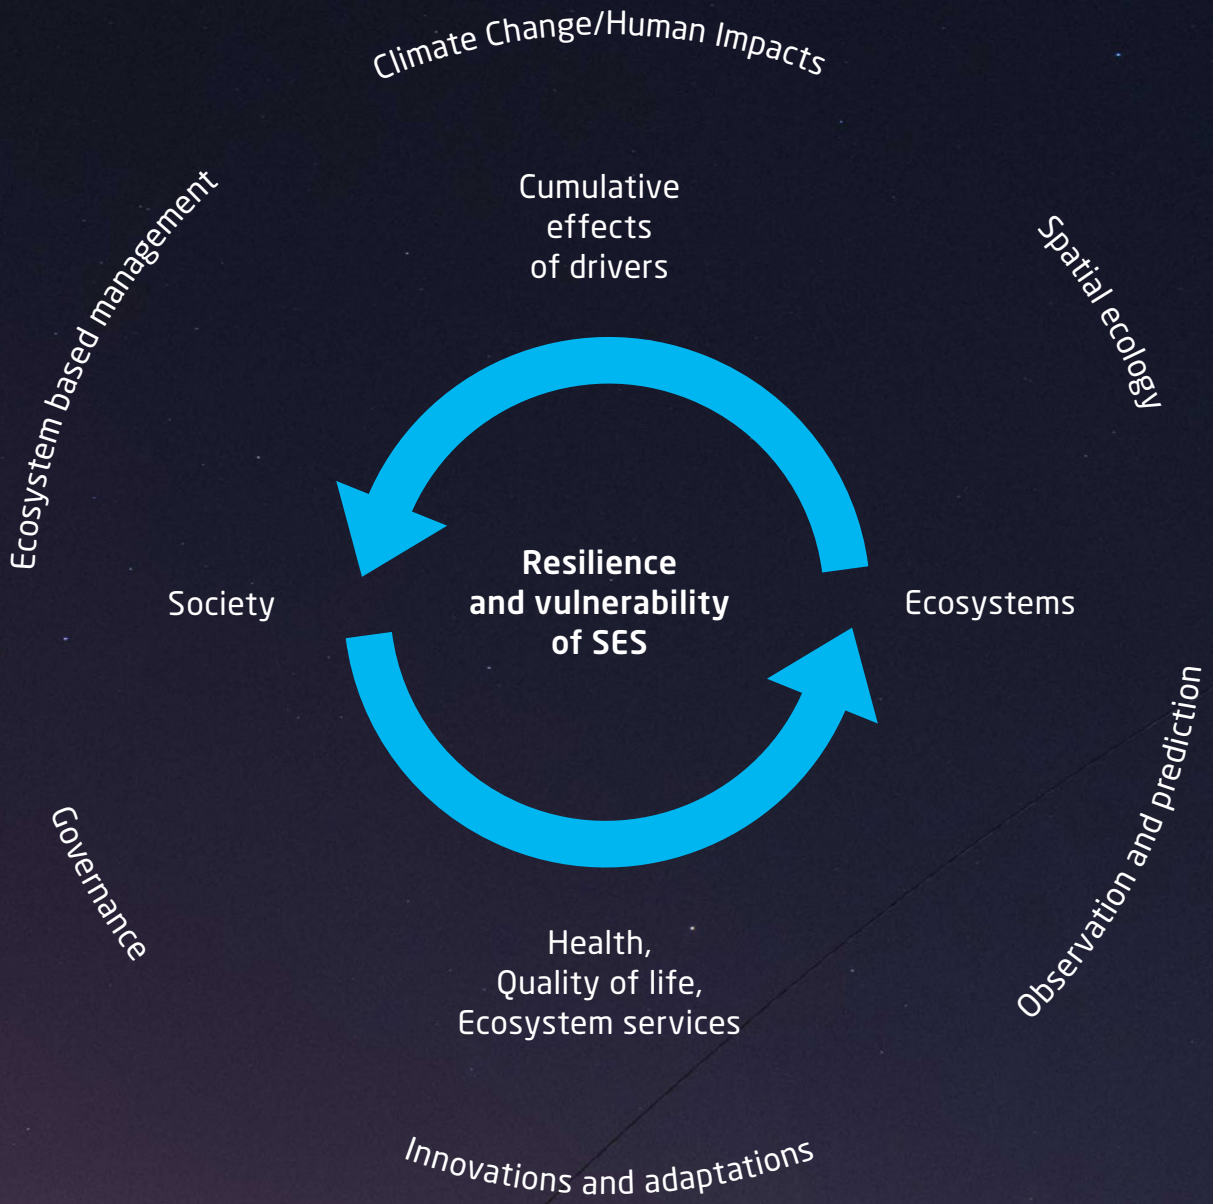 Climate Change/Human Impacts
Ecosystem based management
Cumulative
effects
of drivers
Spatial ecology
Society
Resilience
and vulnerability
of SES
Ecosystems
Governance
Health,
Quality of life,
Ecosystem services
Observation and prediction
Innovations and adaptations